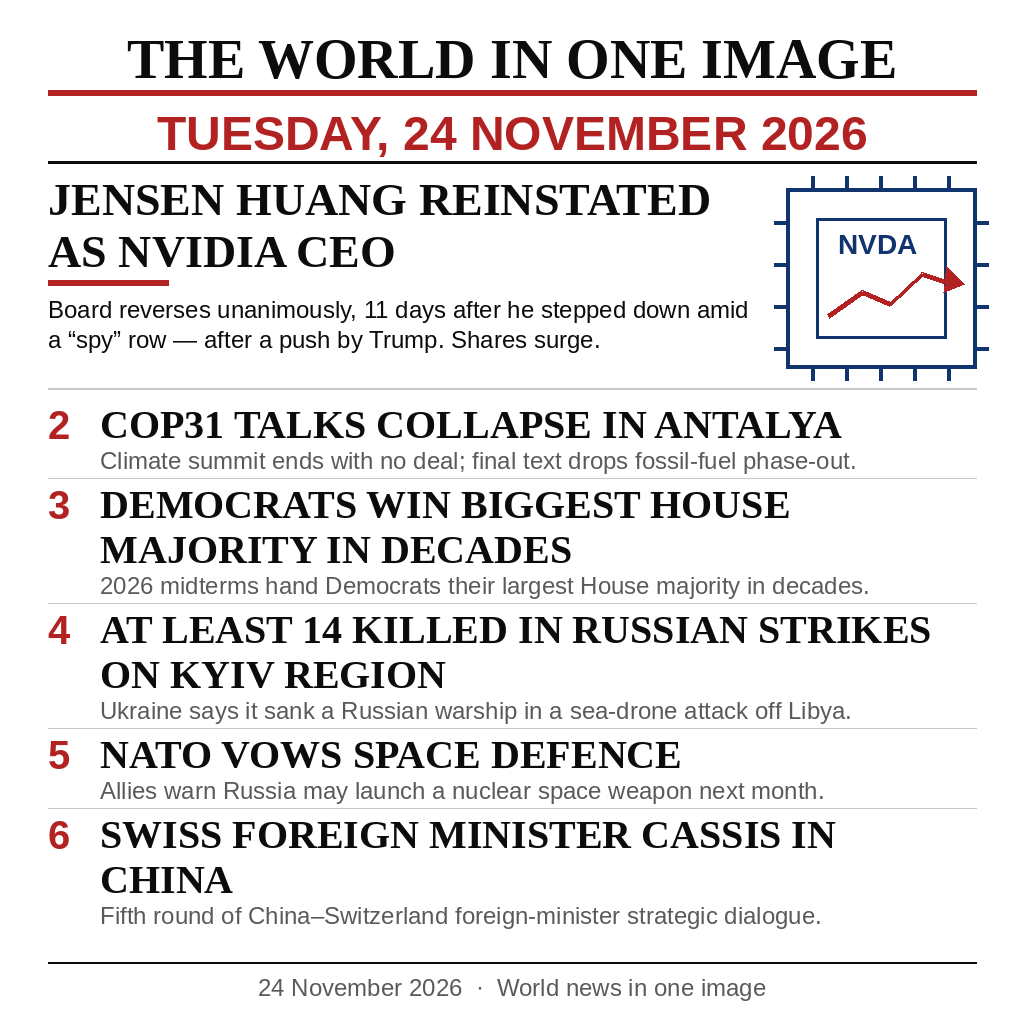 THE WORLD IN ONE IMAGE
TUESDAY, 24 NOVEMBER 2026
JENSEN HUANG REINSTATED
AS NVIDIA CEO
Board reverses unanimously, 11 days after he stepped down amid
a “spy” row — after a push by Trump. Shares surge.
NVDA
2 COP31 TALKS COLLAPSE IN ANTALYA
Climate summit ends with no deal; final text drops fossil-fuel phase-out.
3 DEMOCRATS WIN BIGGEST HOUSE
MAJORITY IN DECADES
2026 midterms hand Democrats their largest House majority in decades.
4 AT LEAST 14 KILLED IN RUSSIAN STRIKES
ON KYIV REGION
Ukraine says it sank a Russian warship in a sea-drone attack off Libya.
5 NATO VOWS SPACE DEFENCE
Allies warn Russia may launch a nuclear space weapon next month.
6 SWISS FOREIGN MINISTER CASSIS IN
CHINA
Fifth round of China–Switzerland foreign-minister strategic dialogue.
24 November 2026 · World news in one image